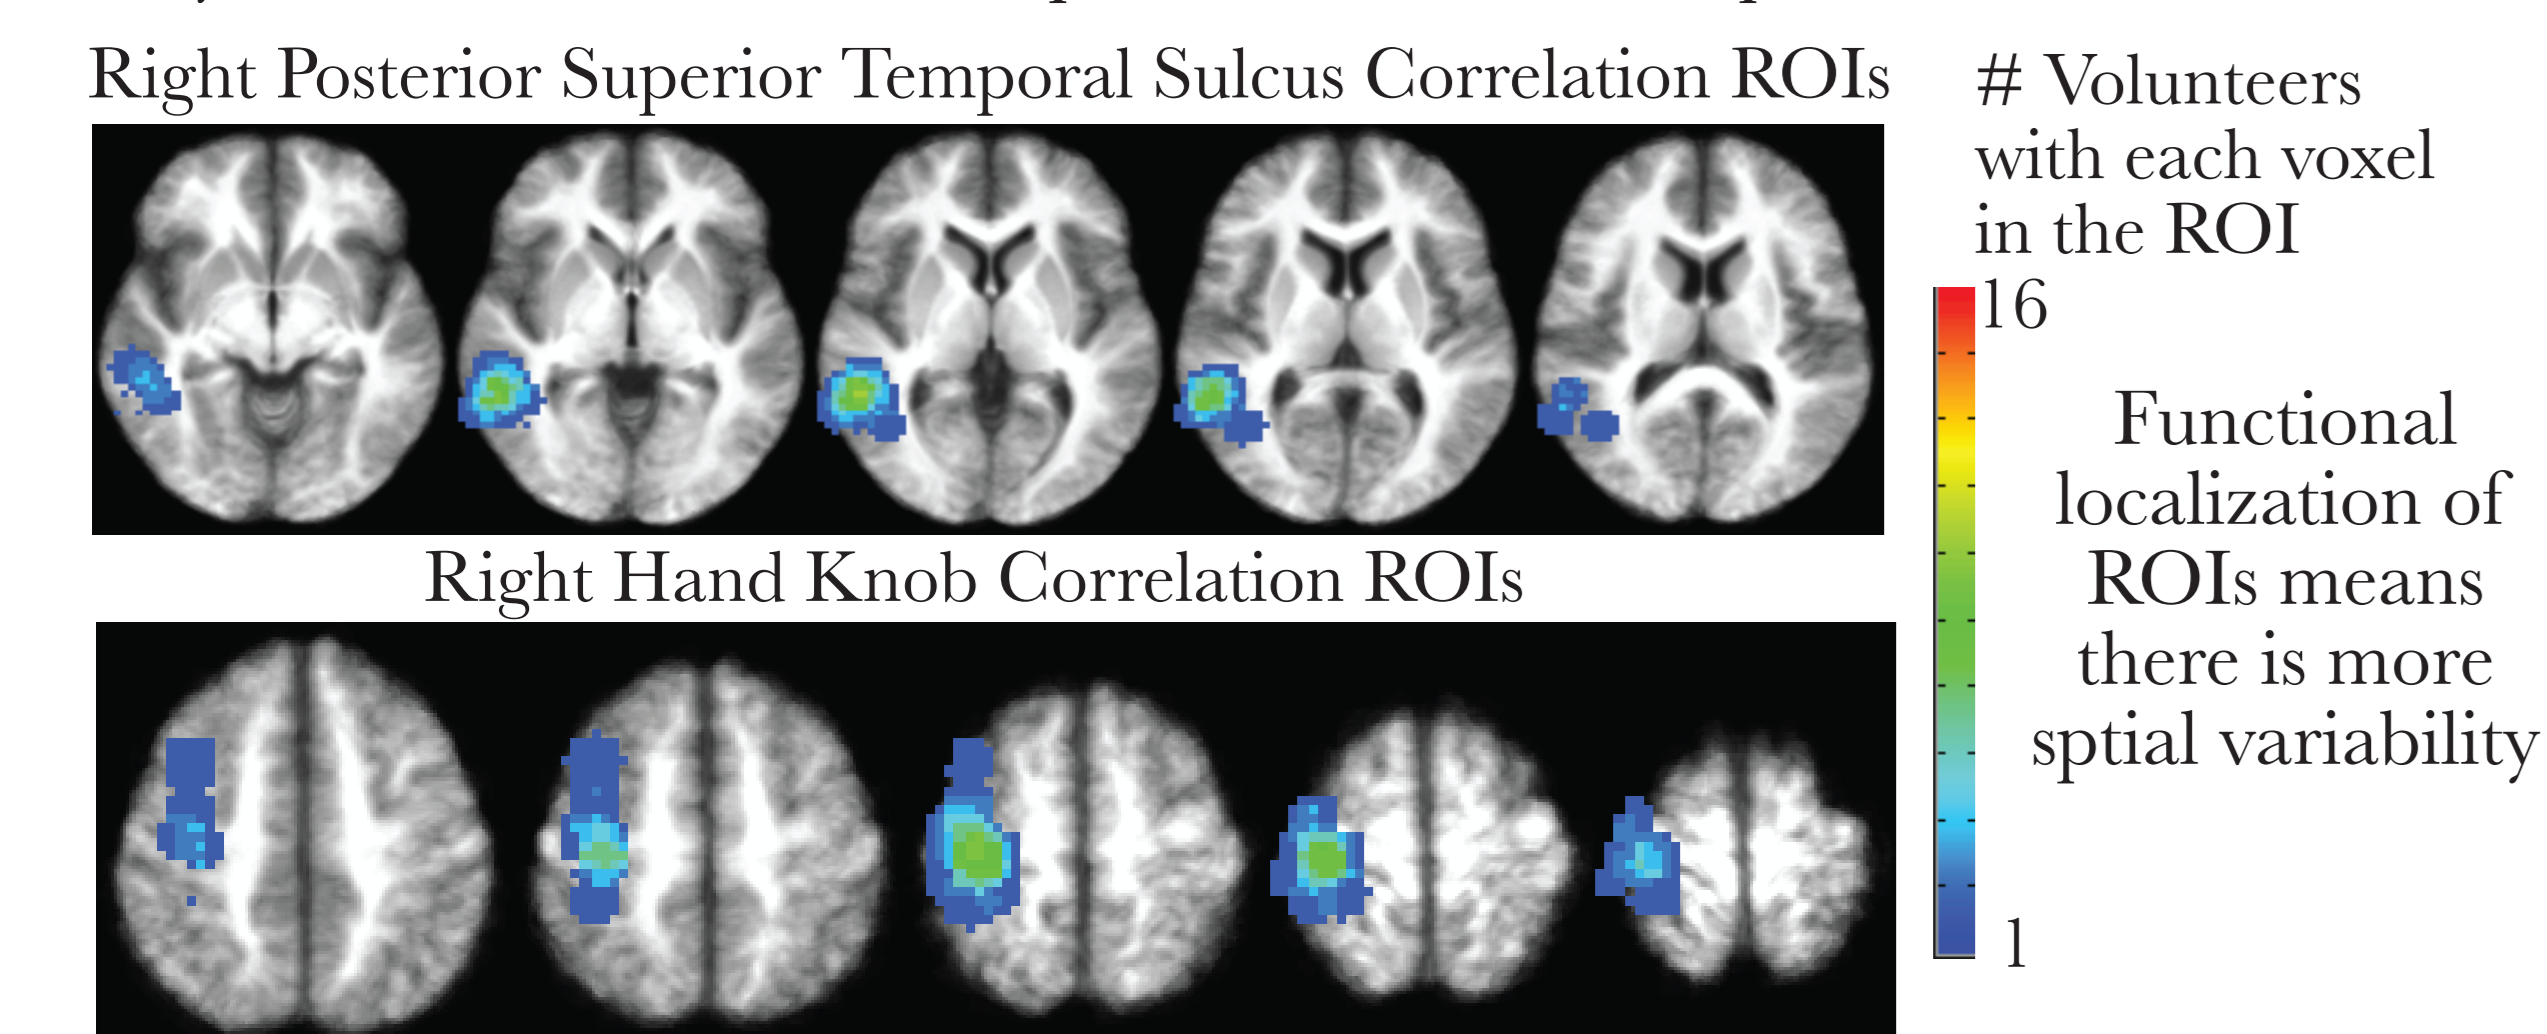 Right Posterior Superior Temporal Sulcus Correlation ROIs
# Volunteers
with each voxel
in the ROI
16
Functional
localization of
ROIs means
there is more
sptial variability
1
Right Hand Knob Correlation ROIs